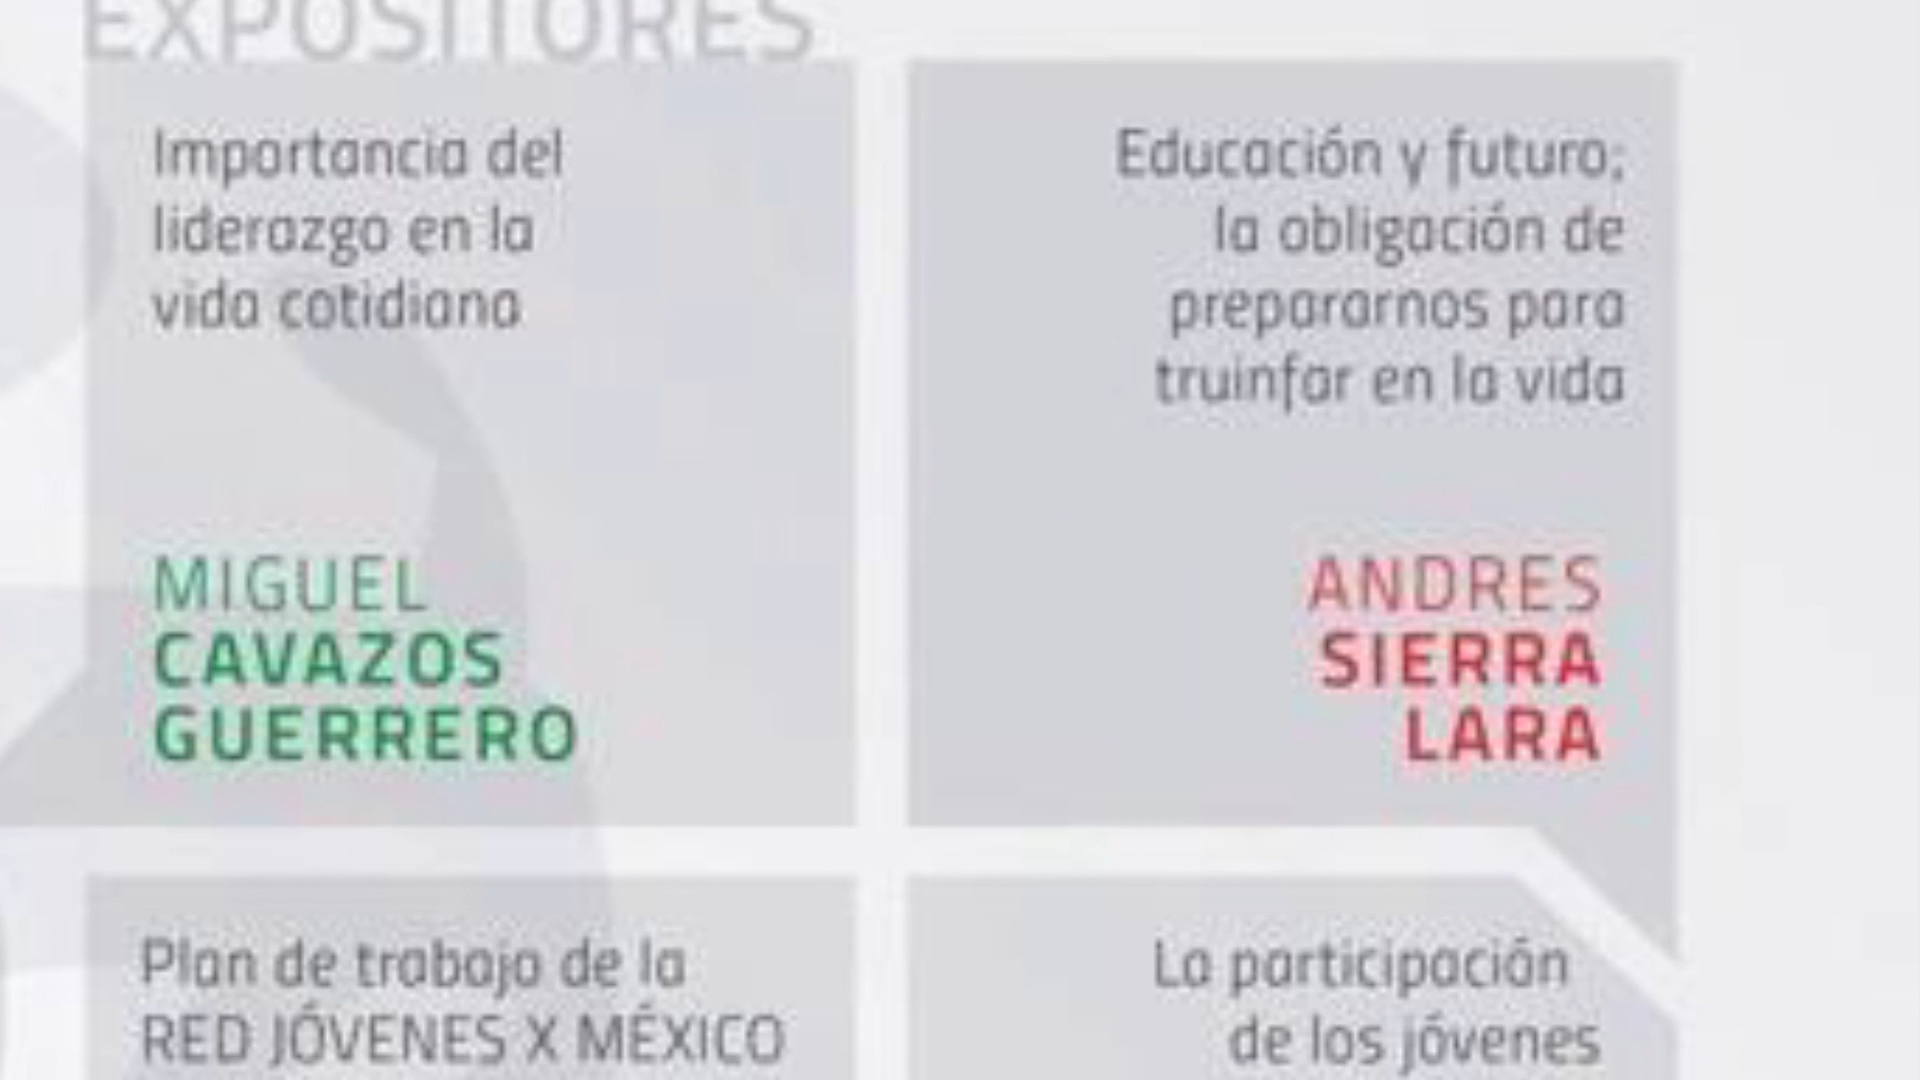 EXPOSITORES
Importancia del
liderazgo en la
vida cotidiana
MIGUEL
CAVAZOS
GUERRERO
Educación y futuro;
la obligación de
prepararnos para
truinfar en la vida
ANDRES
SIERRA
LARA
Plan de trabajo de la
RED JÓVENES X MÉXICO
La participación
de los jóvenes